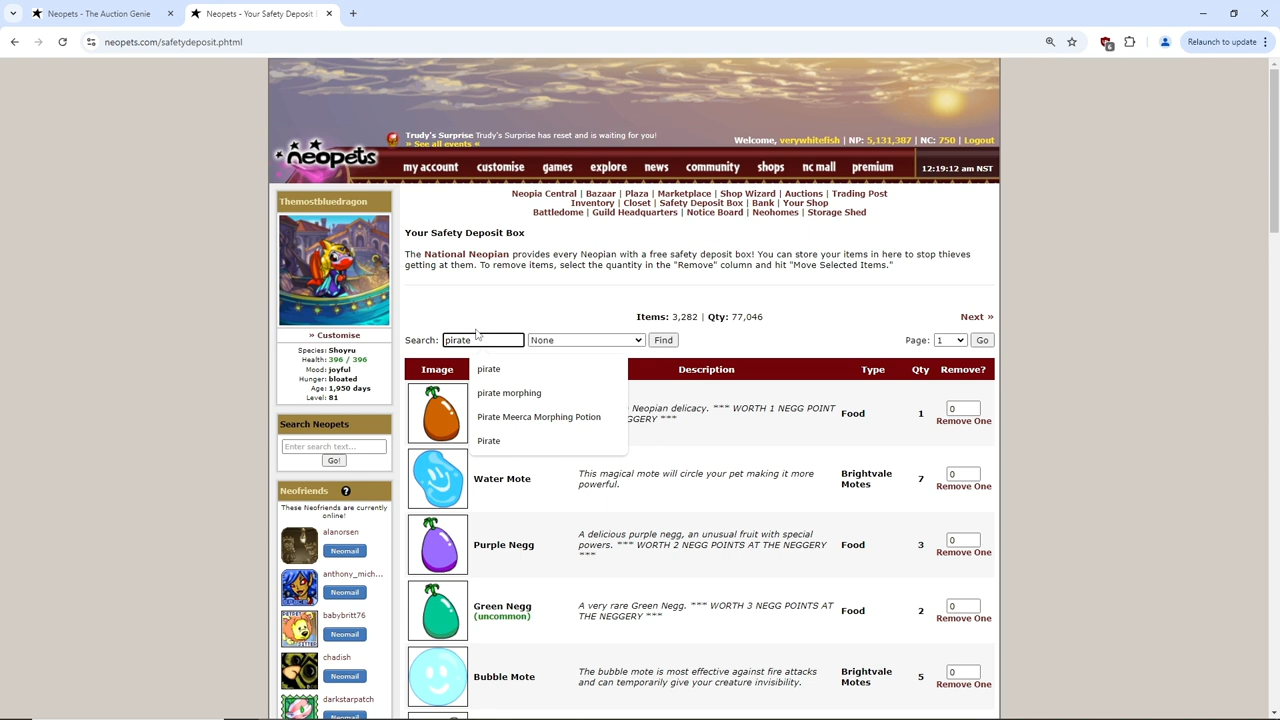 Neopets - The Auction Genie
Neopets - Your Safety Deposit
neopets.com/safetydeposit.phtml
6
Relaunch to update
Trudy's Surprise Trudy's Surprise has reset and is waiting for you!
» See all events «
Welcome, verywhitefish | NP: 5,131,387 | NC: 750 | Logout
neopets
my account customise games explore news community shops nc mall premium 12:19:12 am NST
Neopia Central | Bazaar | Plaza | Marketplace | Shop Wizard | Auctions | Trading Post
Inventory | Closet | Safety Deposit Box | Bank | Your Shop
Battledome | Guild Headquarters | Notice Board | Neohomes | Storage Shed
Themostbluedragon
» Customise
Species: Shoyru
Health: 396 / 396
Mood: joyful
Hunger: bloated
Age: 1,950 days
Level: 81
Search Neopets
Enter search text...
Go!
Neofriends ?
These Neofriends are currently
online!
alanorsen
Neomail
anthony_mich...
Neomail
babybritt76
Neomail
chadish
Neomail
darkstarpatch
Neomail
Your Safety Deposit Box
The National Neopian provides every Neopian with a free safety deposit box! You can store your items in here to stop thieves
getting at them. To remove items, select the quantity in the "Remove" column and hit "Move Selected Items."
Items: 3,282 | Qty: 77,046
Next »
Search: pirate None Find Page: 1 Go
pirate
pirate morphing
Pirate Meerca Morphing Potion
Pirate
Image Description Type Qty Remove?
Neopian delicacy. *** WORTH 1 NEGG POINT
Food 1 0
Remove One
Water Mote
This magical mote will circle your pet making it more
powerful.
Brightvale
Motes
7 0
Remove One
Purple Negg
A delicious purple negg, an unusual fruit with special
powers. *** WORTH 2 NEGG POINTS AT THE NEGGERY
***
Food 3 0
Remove One
Green Negg
(uncommon)
A very rare Green Negg. *** WORTH 3 NEGG POINTS AT
THE NEGGERY ***
Food 2 0
Remove One
Bubble Mote
The bubble mote is most effective against fire attacks
and can temporarily give your creature invisibility.
Brightvale
Motes
5 0
Remove One